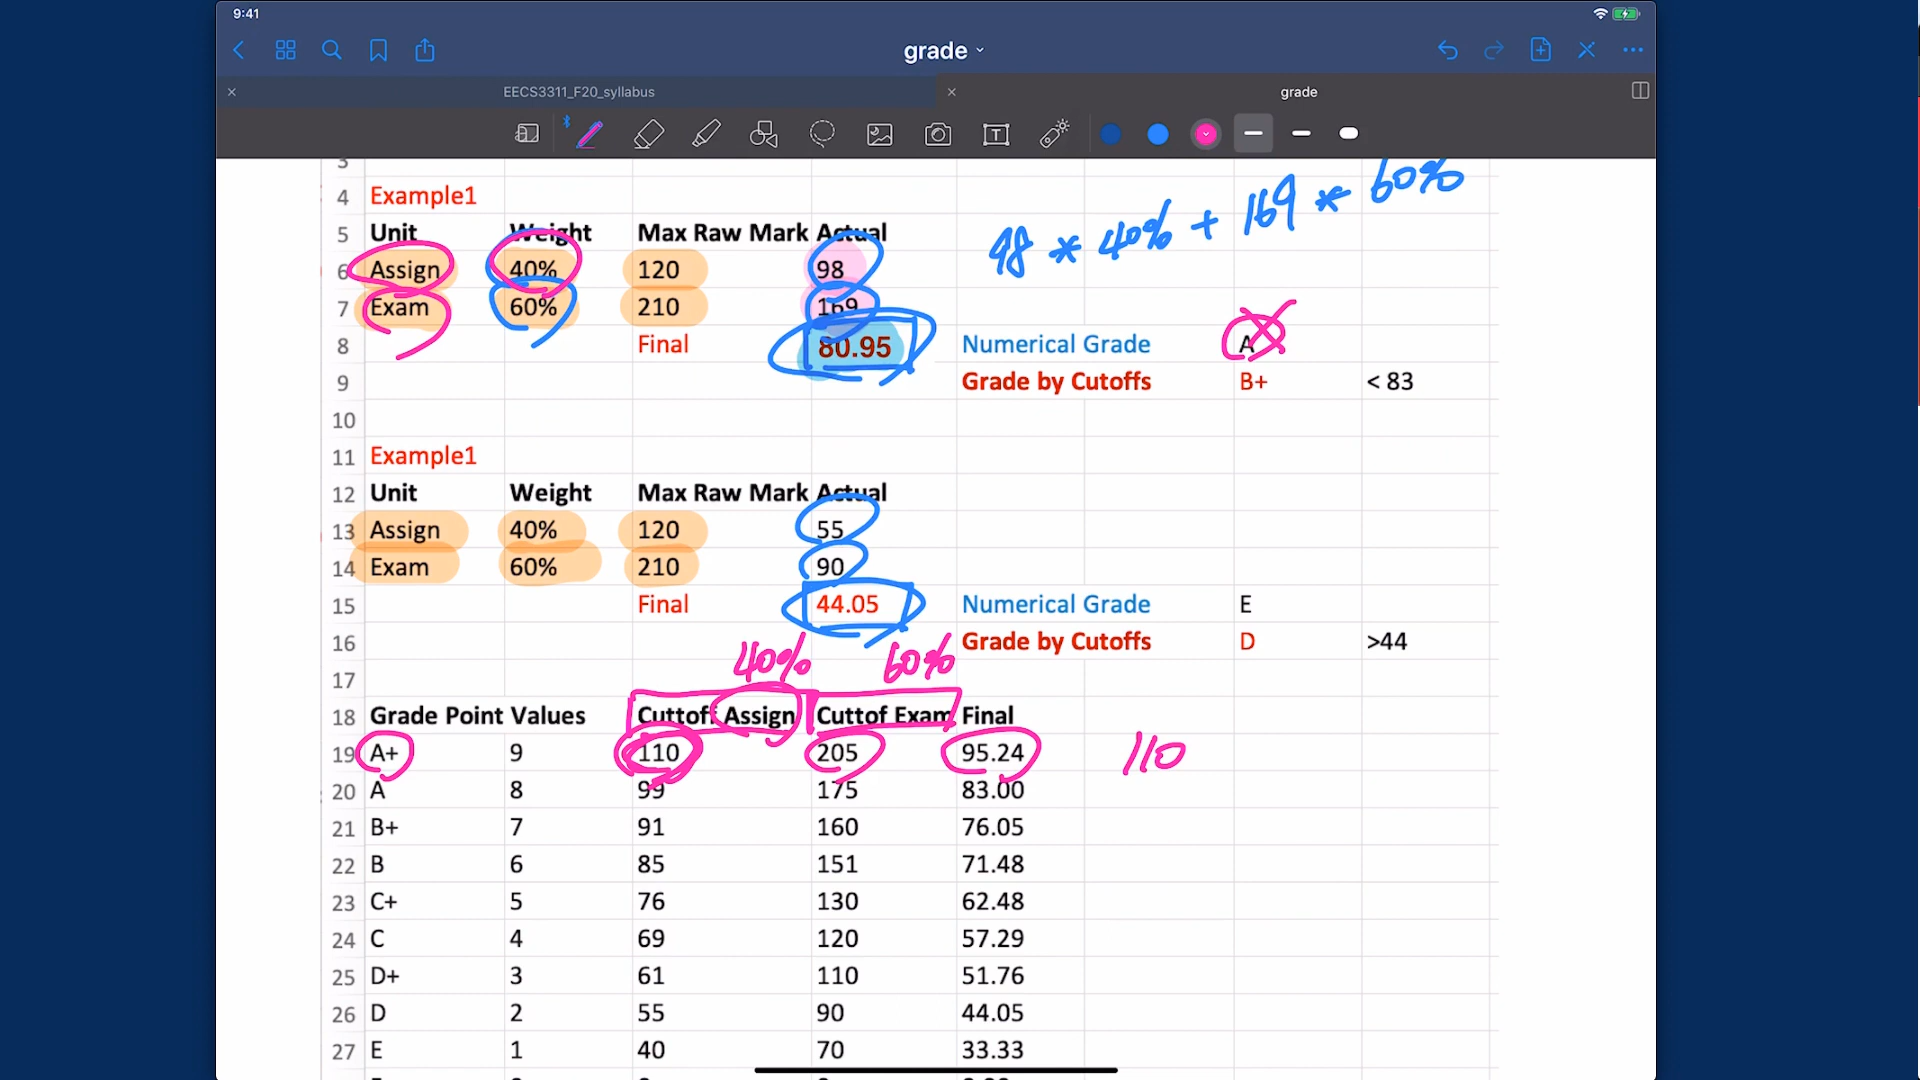 9:41
grade
EECS3311_F20_syllabus
grade
3
48 * 40% + 169 * 60%
4 Example1
5 Unit Weight Max Raw Mark Actual
6 Assign 40% 120 98
7 Exam 60% 210 169
8 Final 80.95 Numerical Grade A
9 Grade by Cutoffs B+ < 83
10
11 Example1
12 Unit Weight Max Raw Mark Actual
13 Assign 40% 120 55
14 Exam 60% 210 90
15 Final 44.05 Numerical Grade E
16 Grade by Cutoffs D >44
40% 60%
17
18 Grade Point Values Cuttoff Assign Cuttof Exam Final
19 A+ 9 110 205 95.24 110
20 A 8 99 175 83.00
21 B+ 7 91 160 76.05
22 B 6 85 151 71.48
23 C+ 5 76 130 62.48
24 C 4 69 120 57.29
25 D+ 3 61 110 51.76
26 D 2 55 90 44.05
27 E 1 40 70 33.33